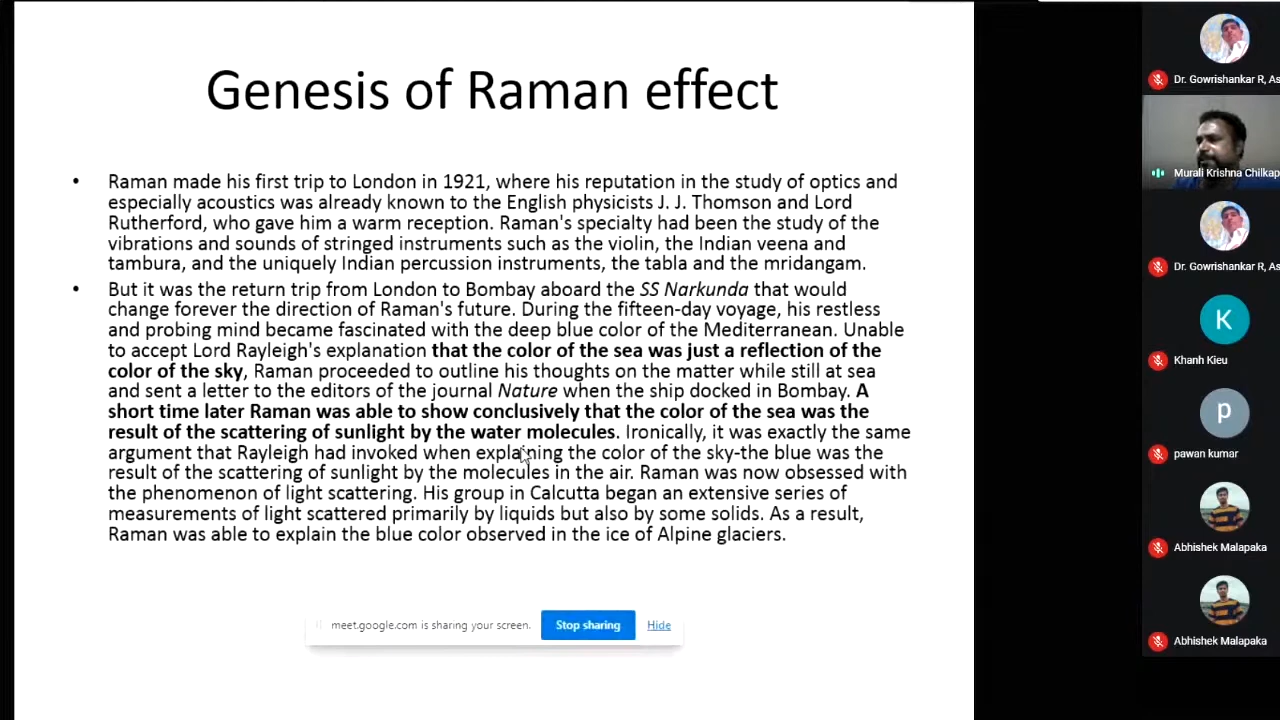 Genesis of Raman effect
• Raman made his first trip to London in 1921, where his reputation in the study of optics and
especially acoustics was already known to the English physicists J. J. Thomson and Lord
Rutherford, who gave him a warm reception. Raman's specialty had been the study of the
vibrations and sounds of stringed instruments such as the violin, the Indian veena and
tambura, and the uniquely Indian percussion instruments, the tabla and the mridangam.
• But it was the return trip from London to Bombay aboard the SS Narkunda that would
change forever the direction of Raman's future. During the fifteen-day voyage, his restless
and probing mind became fascinated with the deep blue color of the Mediterranean. Unable
to accept Lord Rayleigh's explanation that the color of the sea was just a reflection of the
color of the sky, Raman proceeded to outline his thoughts on the matter while still at sea
and sent a letter to the editors of the journal Nature when the ship docked in Bombay. A
short time later Raman was able to show conclusively that the color of the sea was the
result of the scattering of sunlight by the water molecules. Ironically, it was exactly the same
argument that Rayleigh had invoked when explaining the color of the sky-the blue was the
result of the scattering of sunlight by the molecules in the air. Raman was now obsessed with
the phenomenon of light scattering. His group in Calcutta began an extensive series of
measurements of light scattered primarily by liquids but also by some solids. As a result,
Raman was able to explain the blue color observed in the ice of Alpine glaciers.
meet.google.com is sharing your screen. Stop sharing Hide
Dr. Gowrishankar R, As
Murali Krishna Chilkap
Dr. Gowrishankar R, As
K
Khanh Kieu
p
pawan kumar
Abhishek Malapaka
Abhishek Malapaka